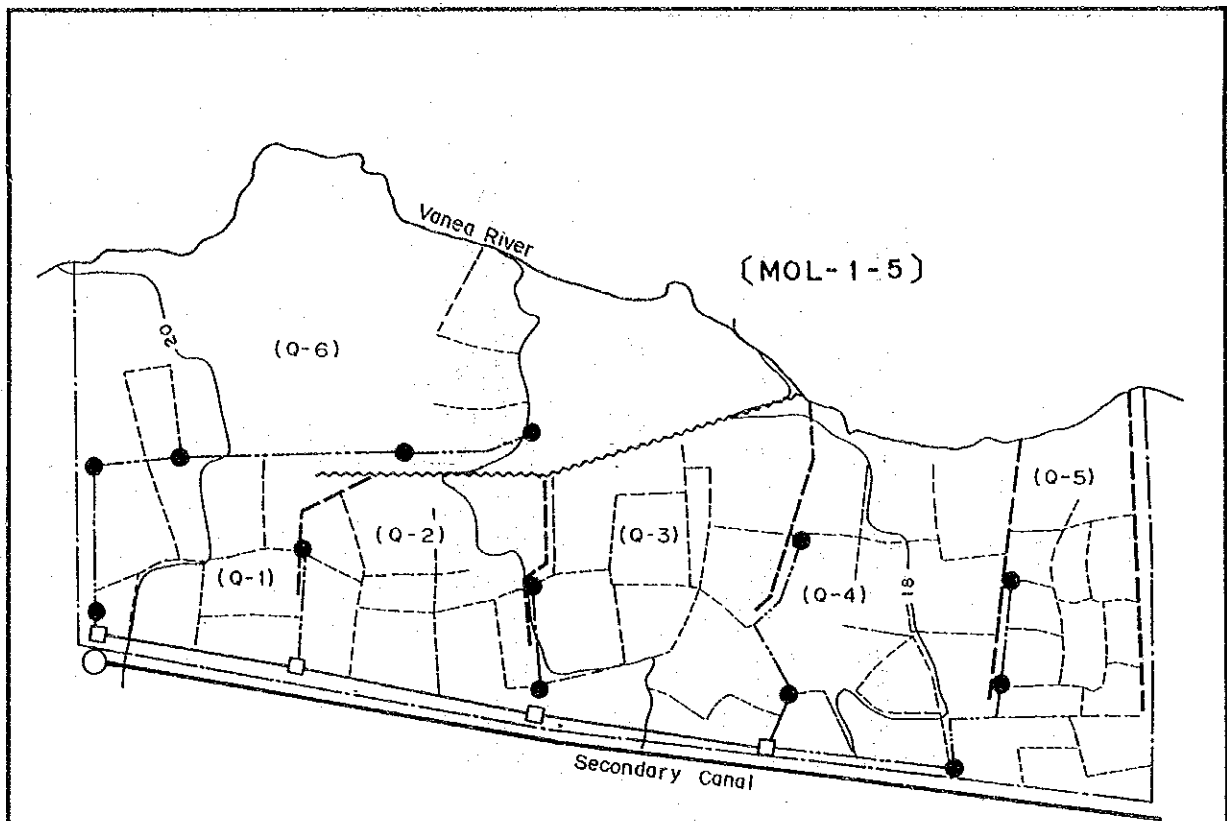 Vanea River
(MOL-1-5)
20
(Q-6)
(Q-5)
(Q-2)
(Q-3)
(Q-1)
(Q-4)
18
Secondary Canal